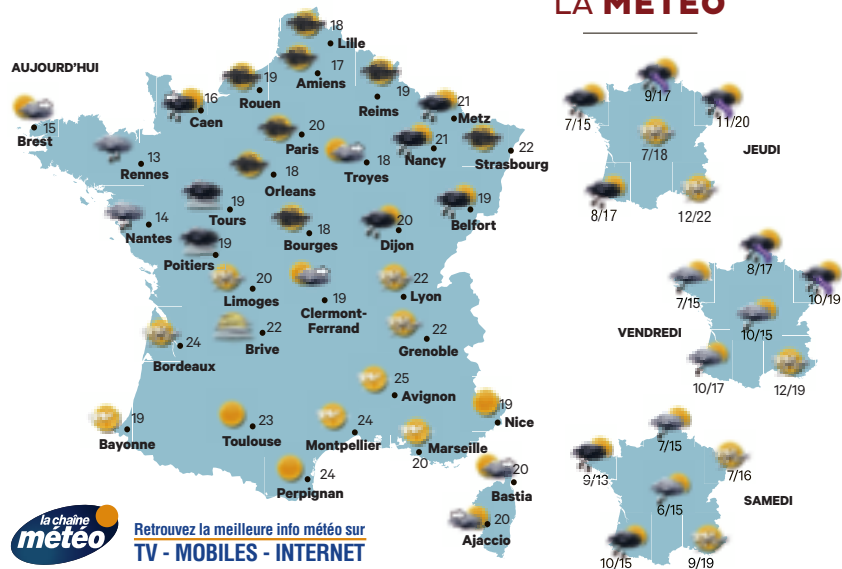 LA MÉTÉO
AUJOURD'HUI
18
Lille
17
Amiens
19
Rouen
19
Reims
16
Caen
21
Metz
15
Brest
20
Paris
21
Nancy
22
Strasbourg
13
Rennes
18
Troyes
18
Orleans
19
Tours
19
Belfort
14
Nantes
18
Bourges
20
Dijon
19
Poitiers
20
Limoges
19
Clermont-
Ferrand
22
Lyon
22
Brive
22
Grenoble
24
Bordeaux
25
Avignon
19
Bayonne
23
Toulouse
24
Montpellier
20
Marseille
19
Nice
24
Perpignan
20
Bastia
20
Ajaccio
9/17
7/15
11/20
7/18
JEUDI
8/17
12/22
8/17
7/15
10/19
VENDREDI
10/15
10/17
12/19
7/15
9/13
7/16
6/15
SAMEDI
10/15
9/19
la chaîne
météo
Retrouvez la meilleure info météo sur
TV - MOBILES - INTERNET